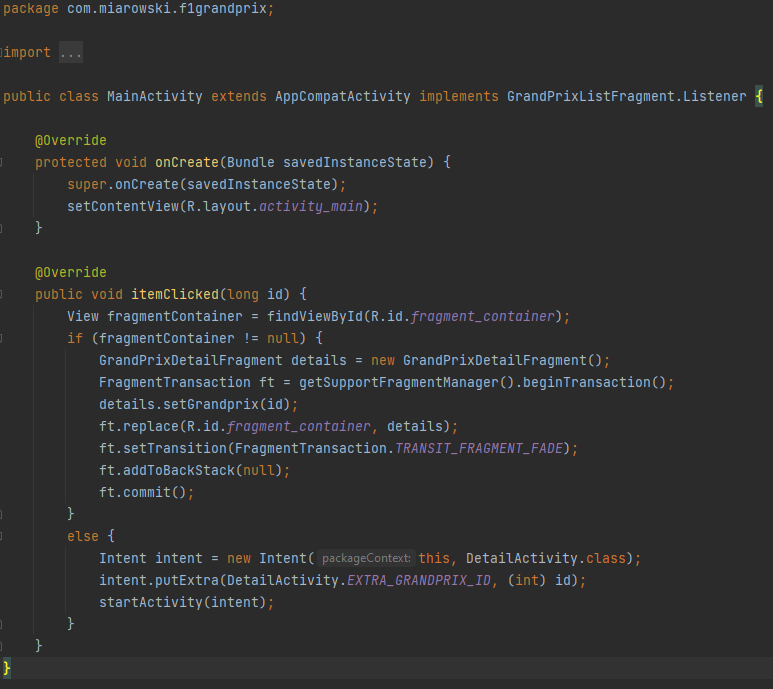 package com.miarowski.f1grandprix;
import ...
public class MainActivity extends AppCompatActivity implements GrandPrixListFragment.Listener {
@Override
protected void onCreate(Bundle savedInstanceState) {
super.onCreate(savedInstanceState);
setContentView(R.layout.activity_main);
}
@Override
public void itemClicked(long id) {
View fragmentContainer = findViewById(R.id.fragment_container);
if (fragmentContainer != null) {
GrandPrixDetailFragment details = new GrandPrixDetailFragment();
FragmentTransaction ft = getSupportFragmentManager().beginTransaction();
details.setGrandprix(id);
ft.replace(R.id.fragment_container, details);
ft.setTransition(FragmentTransaction.TRANSIT_FRAGMENT_FADE);
ft.addToBackStack(null);
ft.commit();
}
else {
Intent intent = new Intent( packageContext: this, DetailActivity.class);
intent.putExtra(DetailActivity.EXTRA_GRANDPRIX_ID, (int) id);
startActivity(intent);
}
}
}